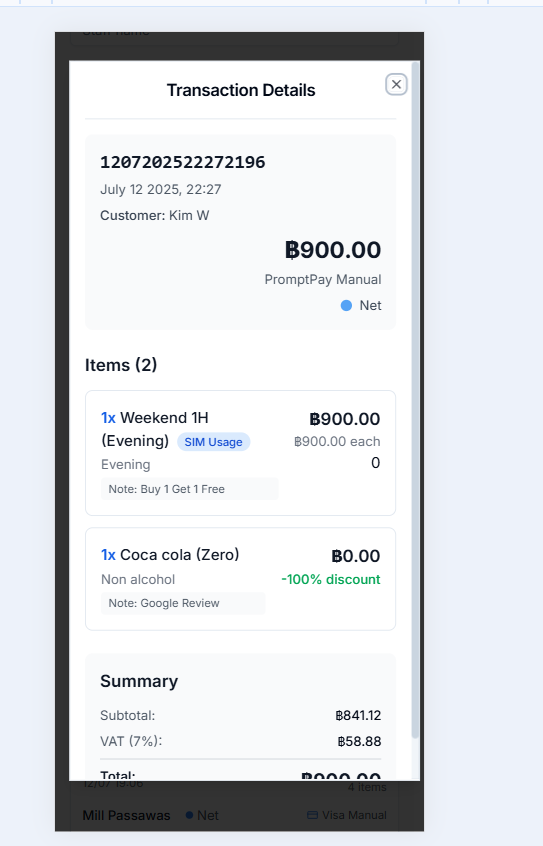 Transaction Details
1207202522272196
July 12 2025, 22:27
Customer: Kim W
฿900.00
PromptPay Manual
Net
Items (2)
1x Weekend 1H ฿900.00
(Evening) SIM Usage ฿900.00 each
Evening 0
Note: Buy 1 Get 1 Free
1x Coca cola (Zero) ฿0.00
Non alcohol -100% discount
Note: Google Review
Summary
Subtotal: ฿841.12
VAT (7%): ฿58.88
Total: ฿900.00
12/07 19:06 4 items
Mill Passawas Net Visa Manual